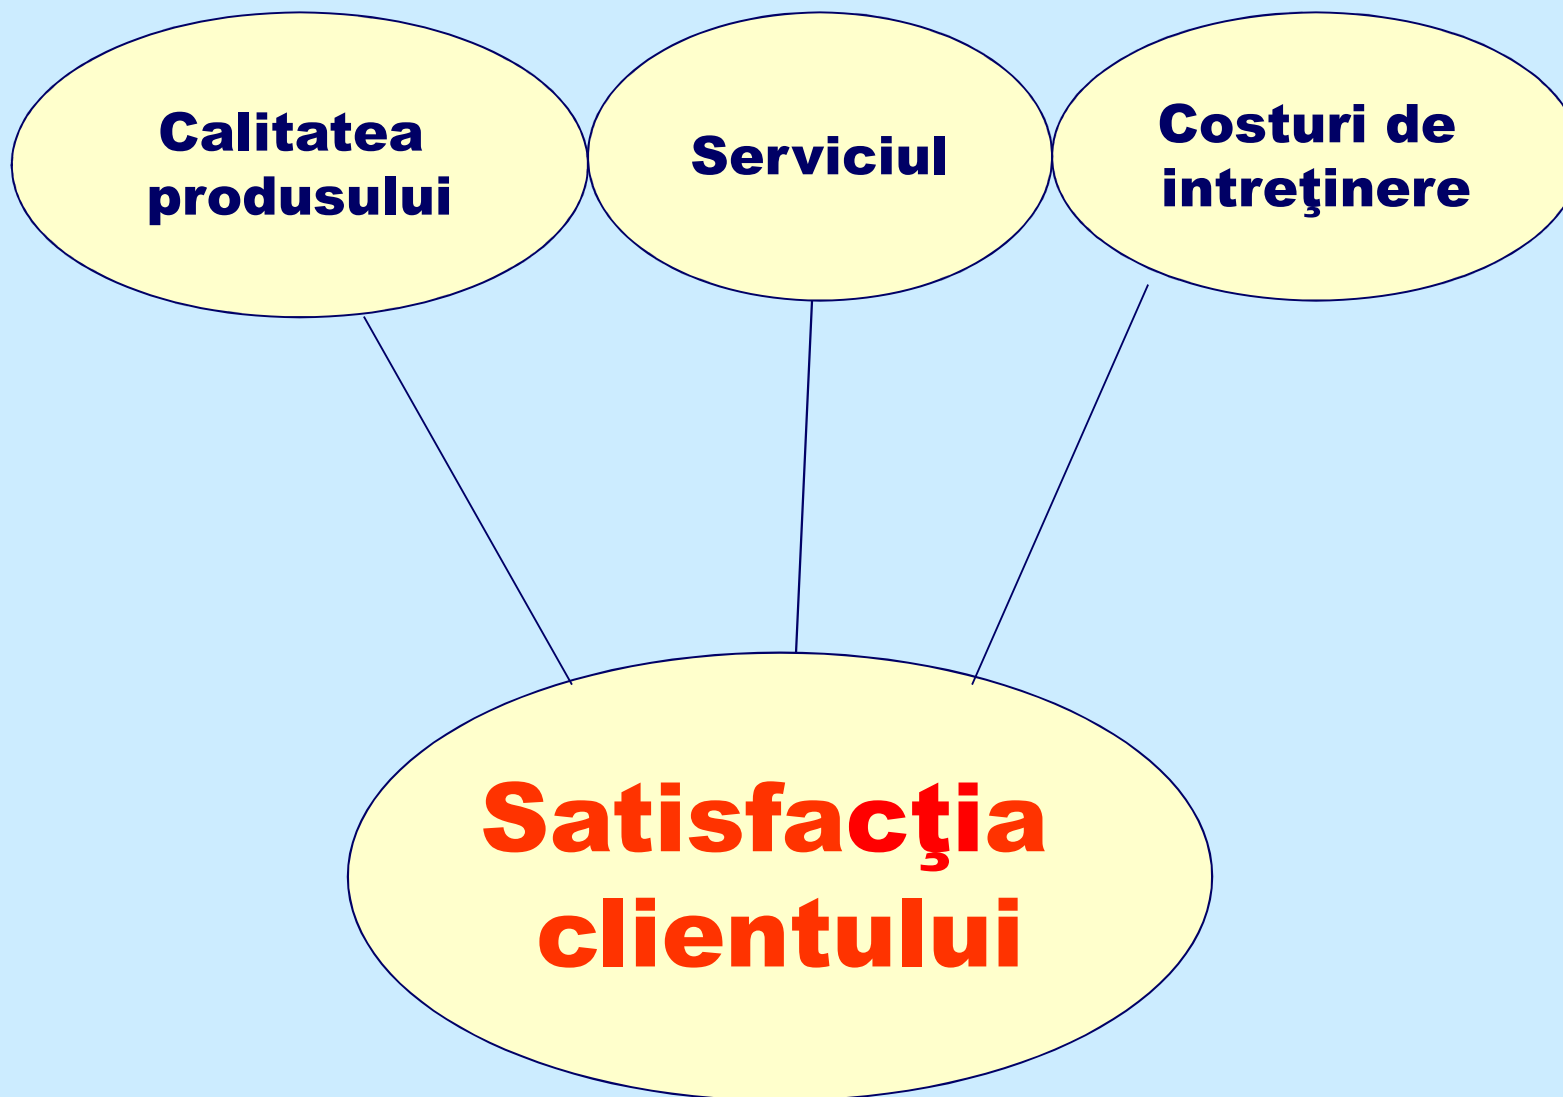 Calitatea
produsului
Serviciul
Costuri de
intreţinere
Satisfacţia
clientului